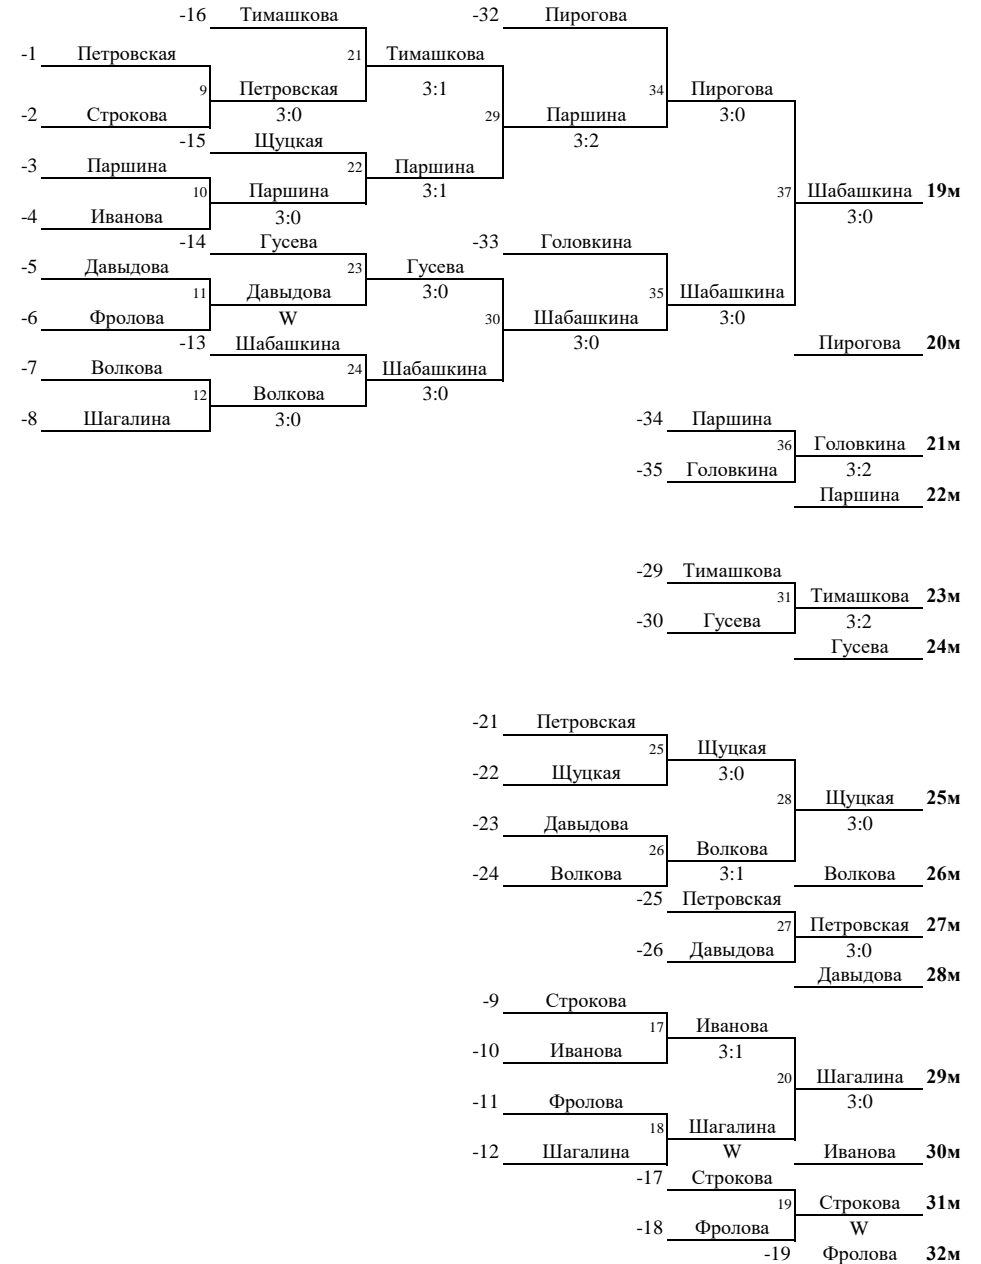 -16 Тимашкова -32 Пирогова
-1 Петровская 21 Тимашкова
9 Петровская 3:1 34 Пирогова
-2 Строкова 3:0 29 Паршина 3:0
-15 Щуцкая 3:2
-3 Паршина 22 Паршина
10 Паршина 3:1 37 Шабашкина 19м
-4 Иванова 3:0 3:0
-14 Гусева -33 Головкина
-5 Давыдова 23 Гусева
11 Давыдова 3:0 35 Шабашкина
-6 Фролова W 30 Шабашкина 3:0
-13 Шабашкина 3:0 Пирогова 20м
-7 Волкова 24 Шабашкина
12 Волкова 3:0
-8 Шагалина 3:0 -34 Паршина
36 Головкина 21м
-35 Головкина 3:2
Паршина 22м
-29 Тимашкова
31 Тимашкова 23м
-30 Гусева 3:2
Гусева 24м
-21 Петровская
25 Щуцкая
-22 Щуцкая 3:0
28 Щуцкая 25м
-23 Давыдова 3:0
26 Волкова
-24 Волкова 3:1 Волкова 26м
-25 Петровская
27 Петровская 27м
-26 Давыдова 3:0
Давыдова 28м
-9 Строкова
17 Иванова
-10 Иванова 3:1
20 Шагалина 29м
-11 Фролова 3:0
18 Шагалина
-12 Шагалина W Иванова 30м
-17 Строкова
19 Строкова 31м
-18 Фролова W
-19 Фролова 32м